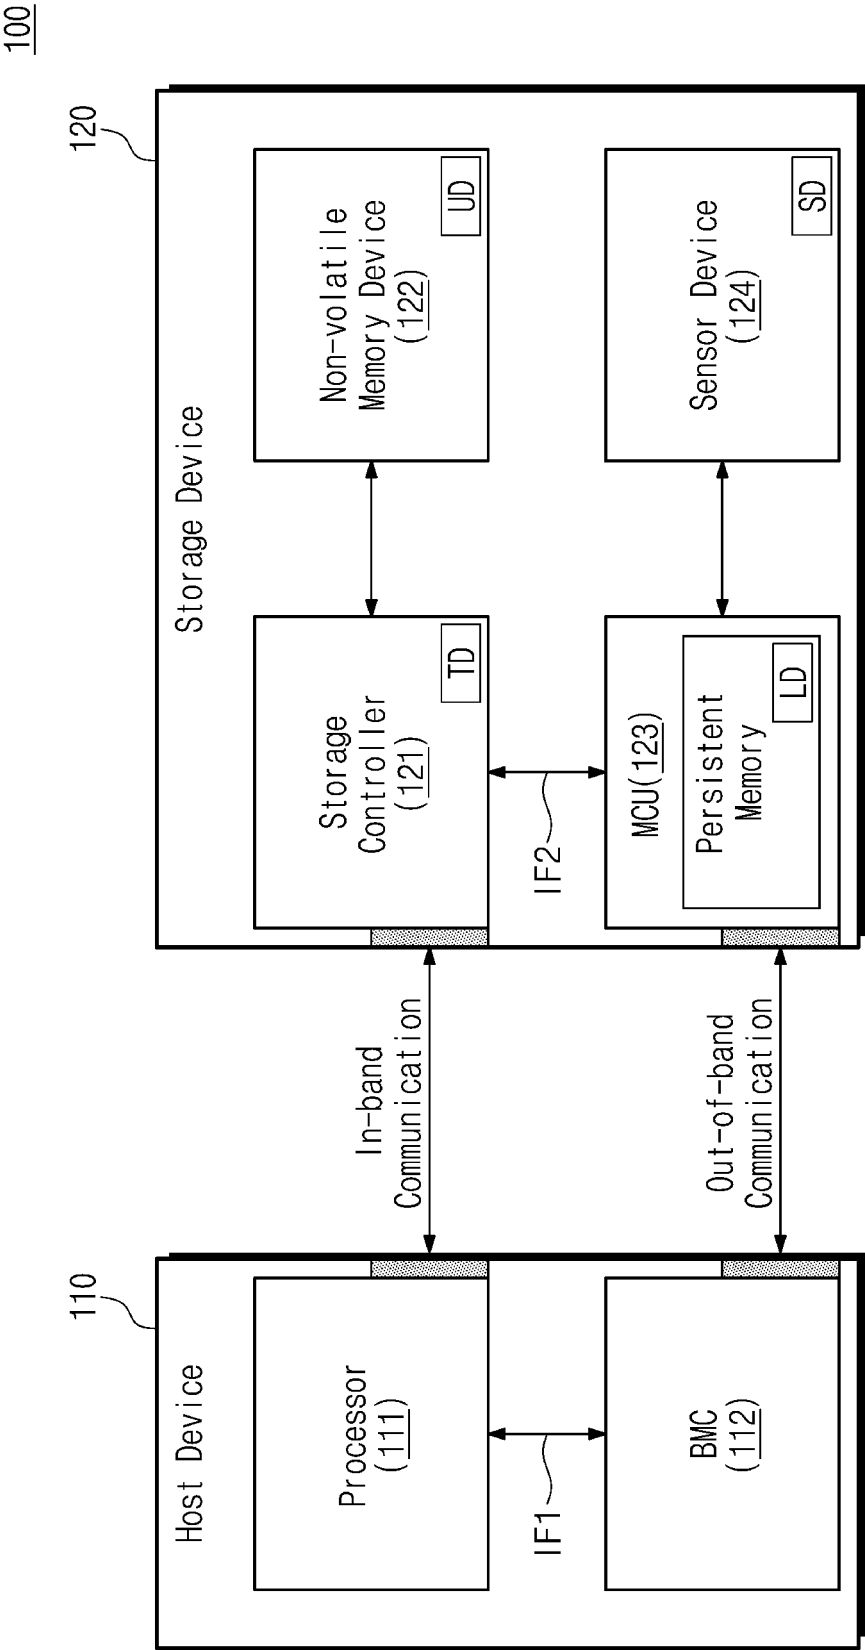 100
110
Host Device
Processor
(111)
IF1
BMC
(112)
In-band
Communication
Out-of-band
Communication
120
Storage Device
Storage
Controller
(121)
TD
Non-volatile
Memory Device
(122)
UD
IF2
MCU(123)
Persistent
Memory
LD
Sensor Device
(124)
SD